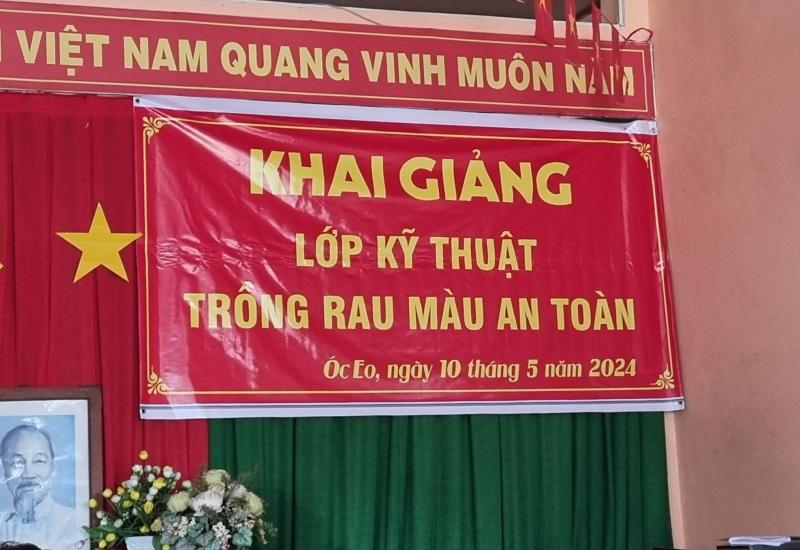 VIỆT NAM QUANG VINH MUÔN NĂM
KHAI GIẢNG
LỚP KỸ THUẬT
TRỒNG RAU MÀU AN TOÀN
Óc Eo, ngày 10 tháng 5 năm 2024